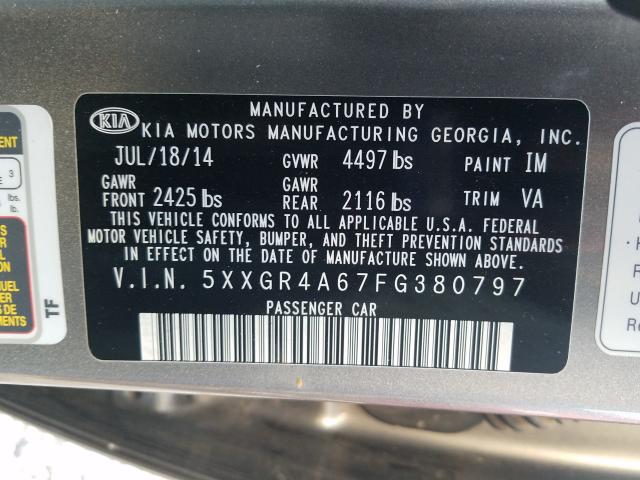 MANUFACTURED BY
KIA KIA MOTORS MANUFACTURING GEORGIA, INC.
JUL/18/14 GVWR 4497 lbs PAINT IM
GAWR FRONT 2425 lbs GAWR REAR 2116 lbs TRIM VA
THIS VEHICLE CONFORMS TO ALL APPLICABLE U.S.A. FEDERAL
MOTOR VEHICLE SAFETY, BUMPER, AND THEFT PREVENTION STANDARDS
IN EFFECT ON THE DATE OF MANUFACTURE SHOWN ABOVE.
V.I.N. 5XXGR4A67FG380797
PASSENGER CAR
3
lbs.
TF